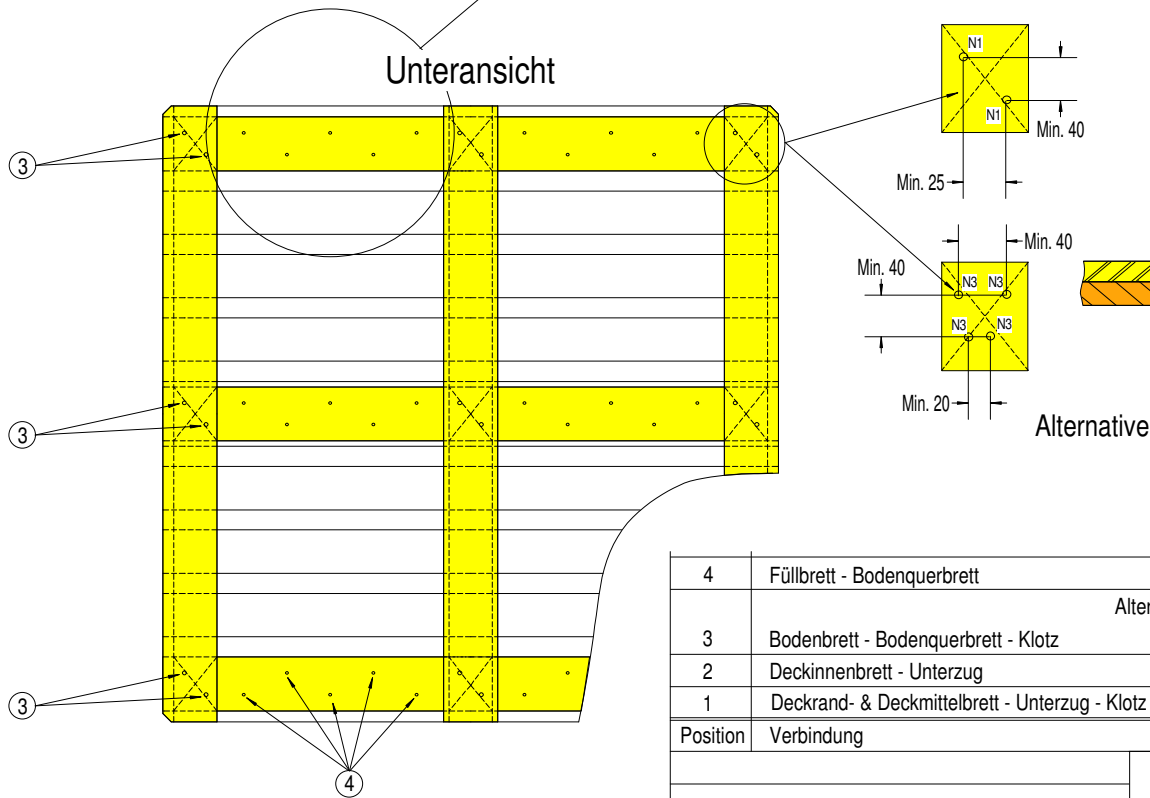 Unteransicht
N1
N1
Min. 40
Min. 25
3
Min. 40
Min. 40
N3 N3
N3 N3
Min. 20
Alternative
3
4 Füllbrett - Bodenquerbrett
3 Bodenbrett - Bodenquerbrett - Klotz
2 Deckinnenbrett - Unterzug
1 Deckrand- & Deckmittelbrett - Unterzug - Klotz
Position Verbindung
3
4